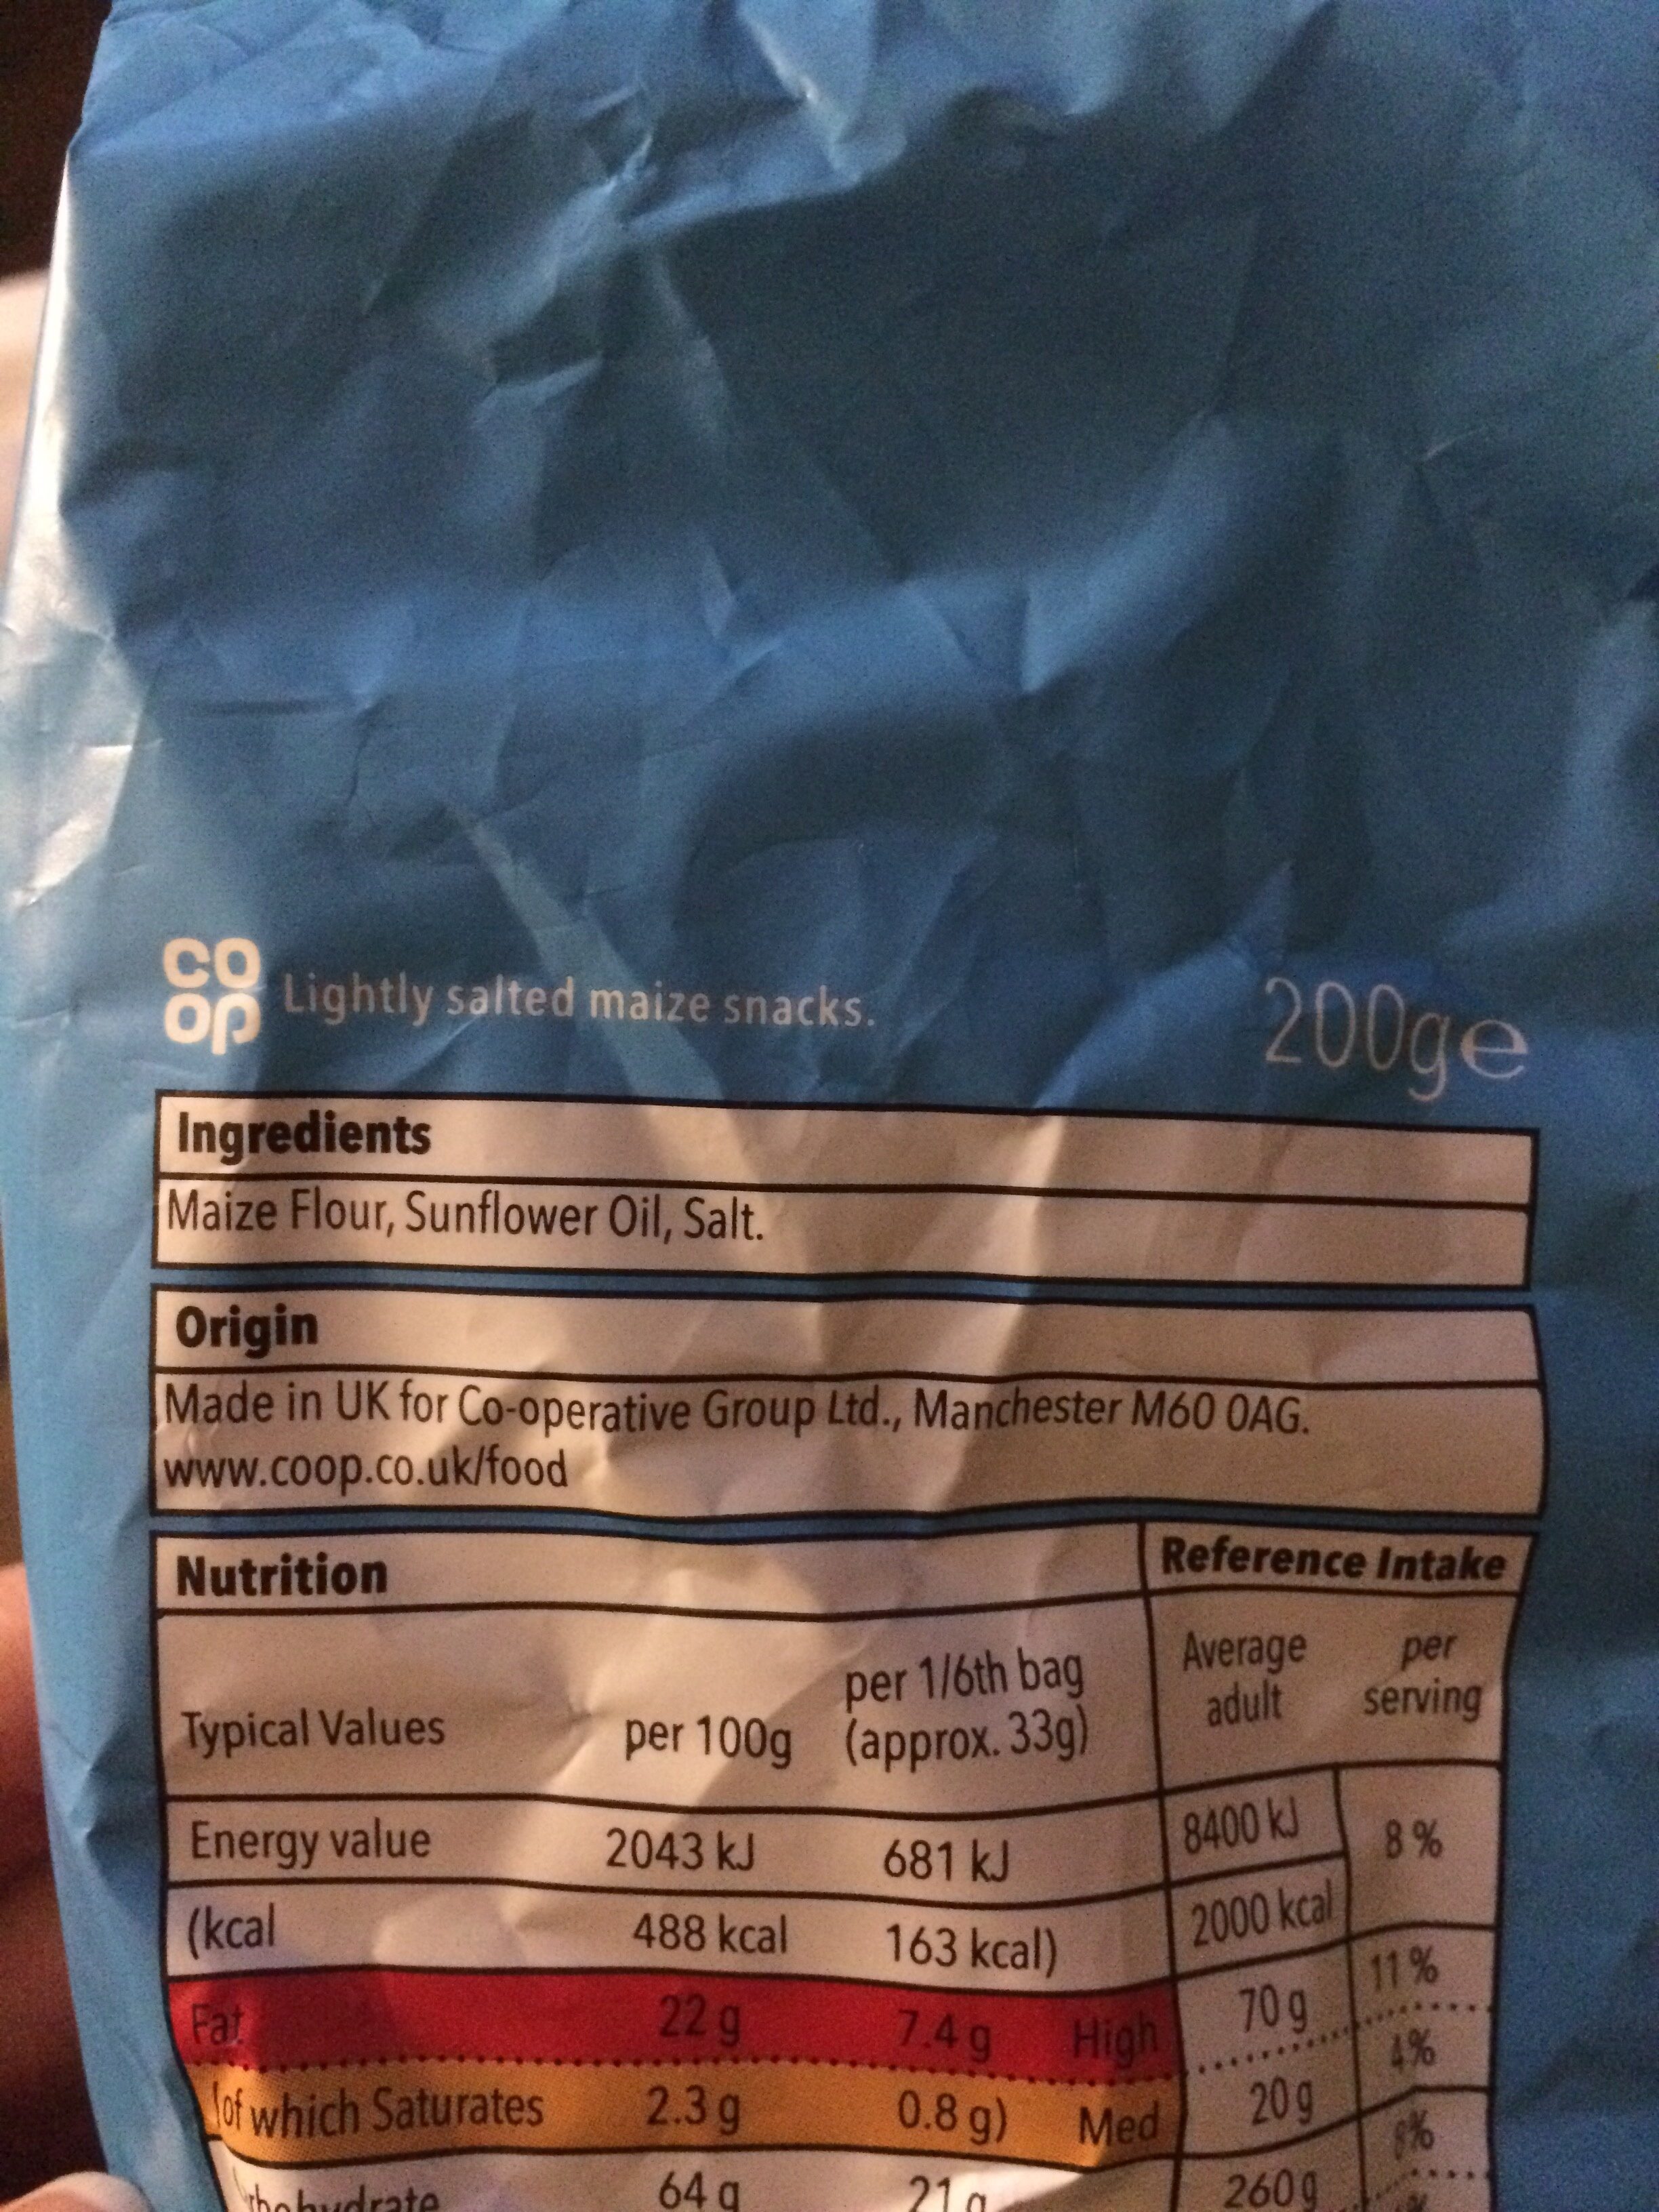 CO
OP
Lightly salted maize snacks.
200g℮
Ingredients
Maize Flour, Sunflower Oil, Salt.
Origin
Made in UK for Co-operative Group Ltd., Manchester M60 0AG.
www.coop.co.uk/food
Nutrition Reference Intake
Average per
adult serving
per 1/6th bag
Typical Values per 100g (approx. 33g)
Energy value 2043 kJ 681 kJ 8400 kJ 8%
(kcal 488 kcal 163 kcal) 2000 kcal
Fat 22 g 7.4 g High 70 g 11%
(of which Saturates 2.3 g 0.8 g) Med 20 g 4%
64 g 21 g 260 g 8%